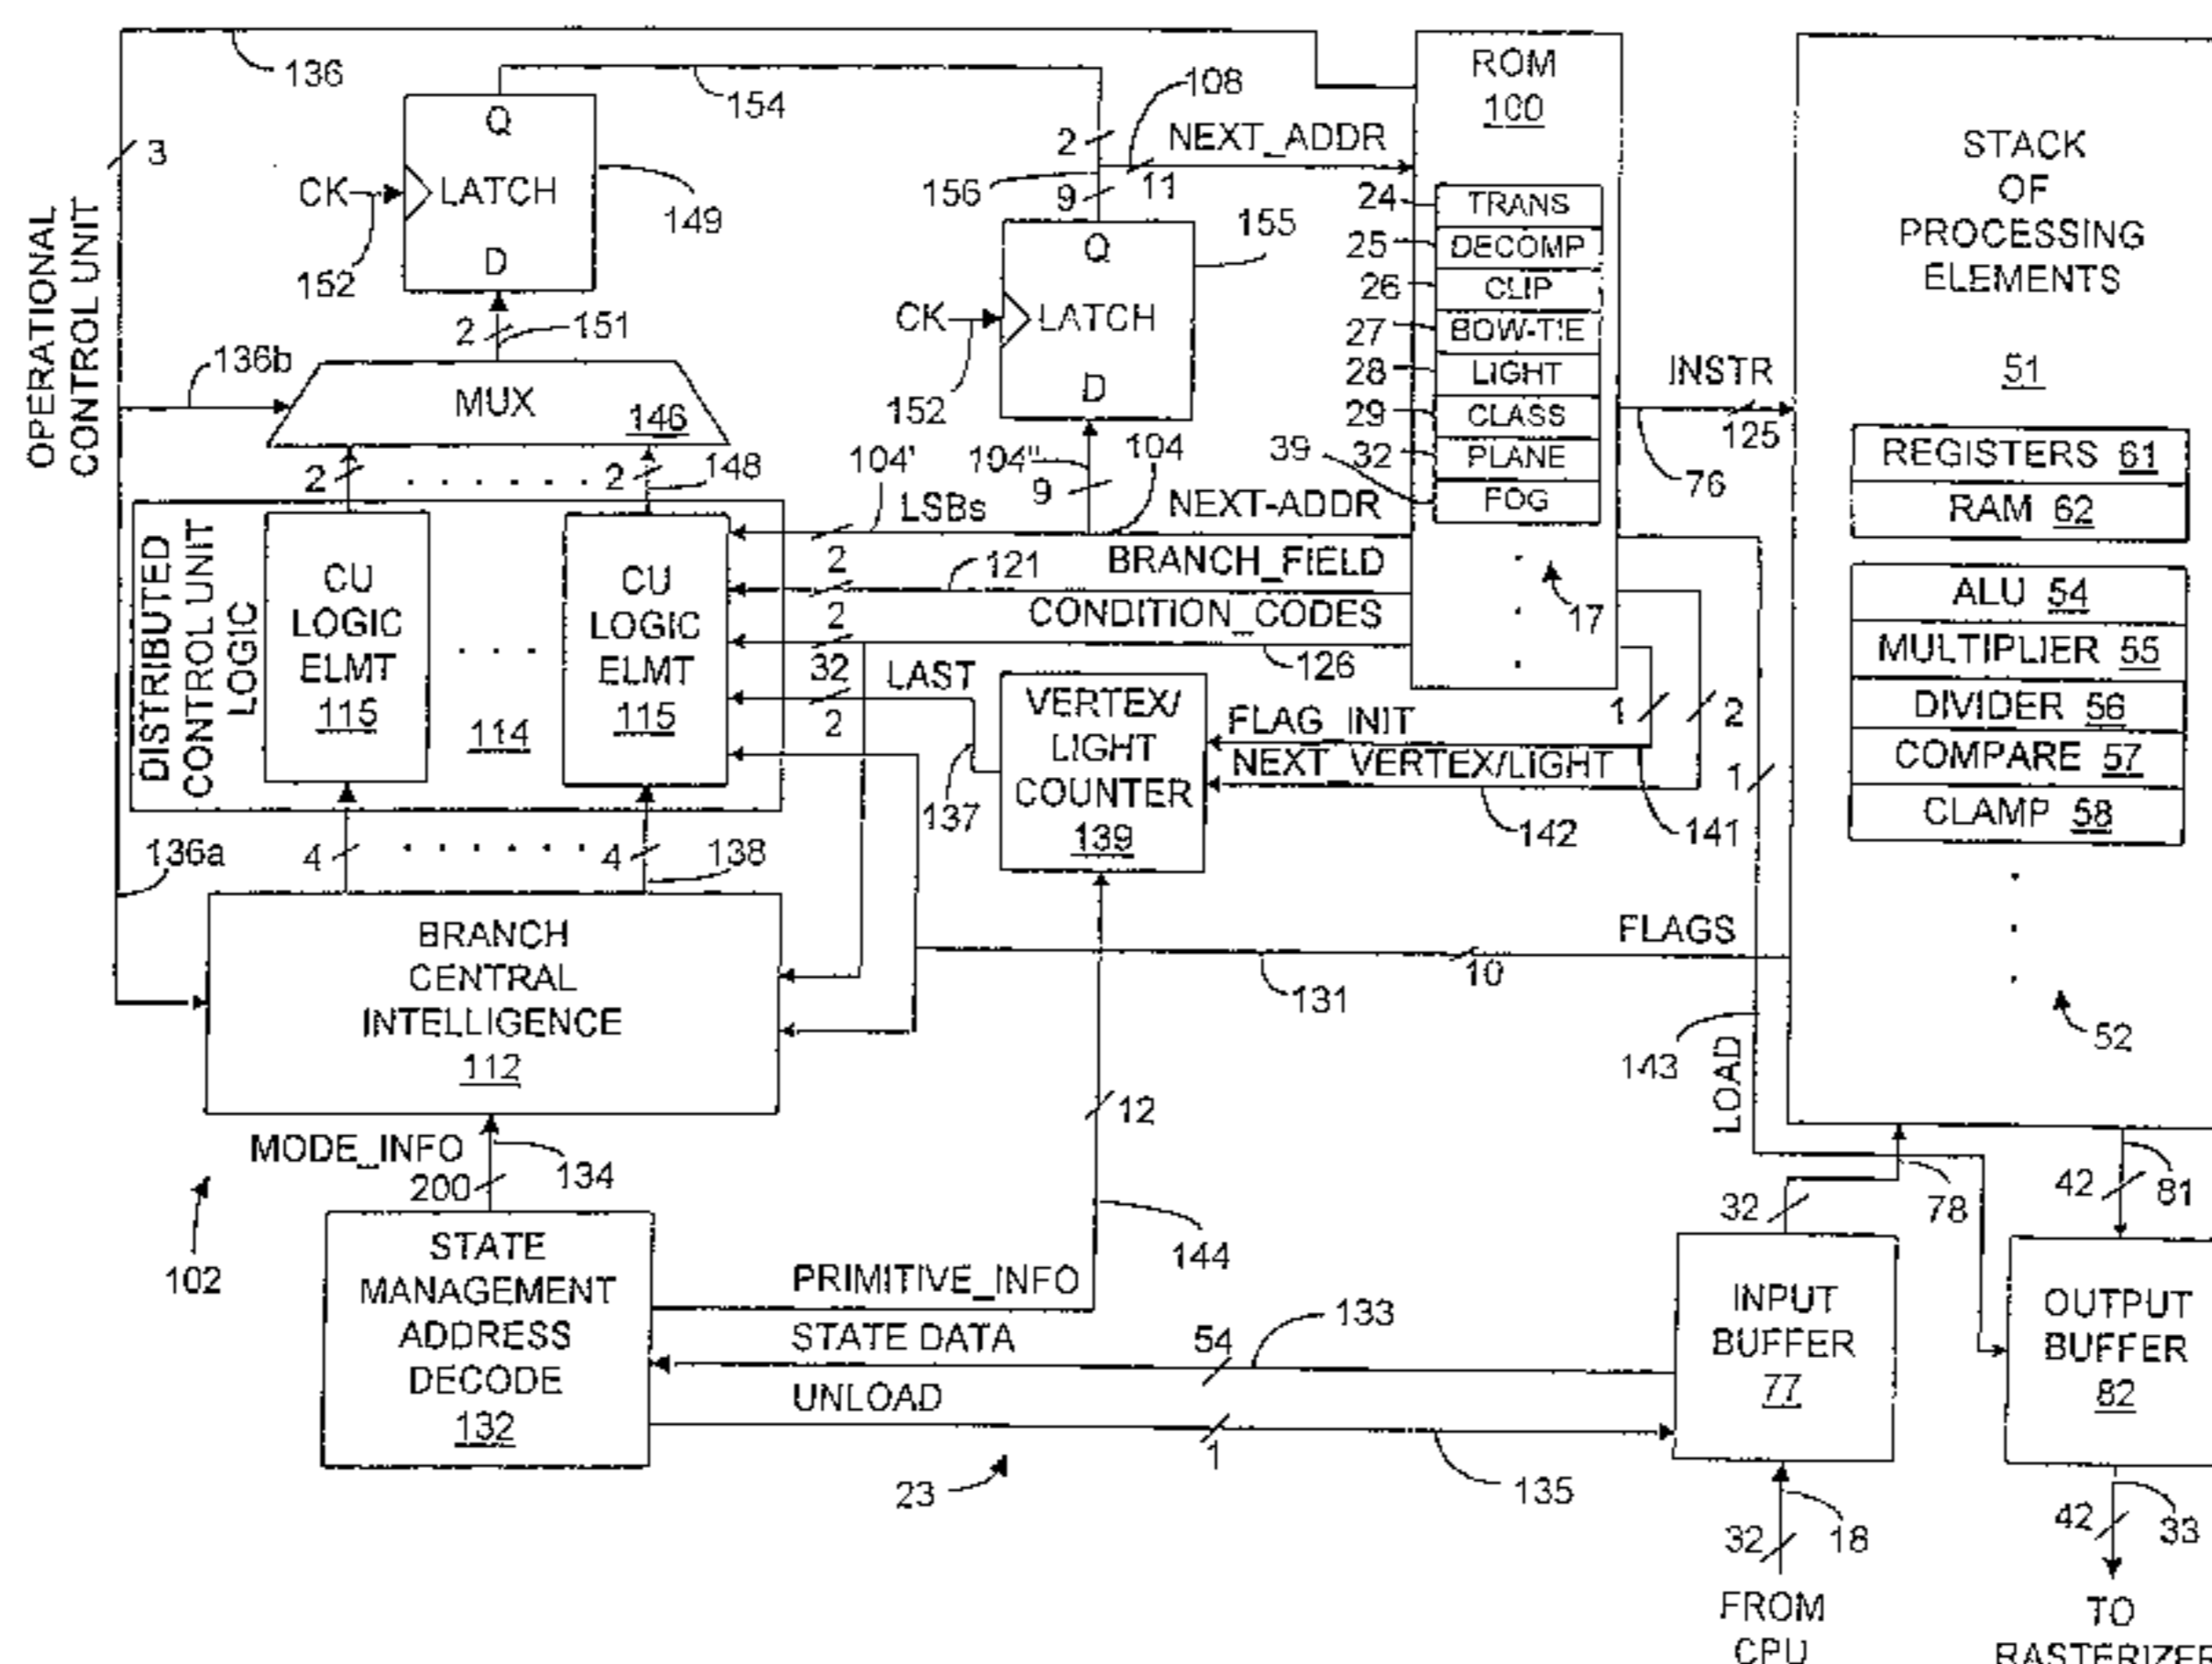 136
3
OPERATIONAL
CONTROL UNIT
Q
LATCH
D
CK
152
149
154
2
151
136b
MUX
146
2
. . . . . .
2
148
108
2
NEXT_ADDR
156
9
11
Q
LATCH
D
CK
152
155
104'
104"
104
9
LSBs
NEXT-ADDR
2
BRANCH_FIELD
121
2
CONDITION_CODES
32
126
LAST
2
137
ROM
100
24
TRANS
25
DECOMP
26
CLIP
27
BOW-TIE
28
LIGHT
29
CLASS
39
32
PLANE
FOG
17
INSTR
125
76
STACK
OF
PROCESSING
ELEMENTS
51
REGISTERS 61
RAM 62
ALU 54
MULTIPLIER 55
DIVIDER 56
COMPARE 57
CLAMP 58
52
DISTRIBUTED
CONTROL UNIT
LOGIC
CU
LOGIC
ELMT
115
. . .
114
CU
LOGIC
ELMT
115
VERTEX/
LIGHT
COUNTER
139
FLAG_INIT
1
2
NEXT_VERTEX/LIGHT
142
141
1
136a
4
. . . . . .
4
138
BRANCH
CENTRAL
INTELLIGENCE
112
FLAGS
10
131
143
LOAD
12
144
MODE_INFO
200
134
102
STATE
MANAGEMENT
ADDRESS
DECODE
132
PRIMITIVE_INFO
STATE DATA
54
133
UNLOAD
1
135
23
32
78
INPUT
BUFFER
77
42
81
OUTPUT
BUFFER
82
32
18
FROM
CPU
42
33
TO
RASTERIZER